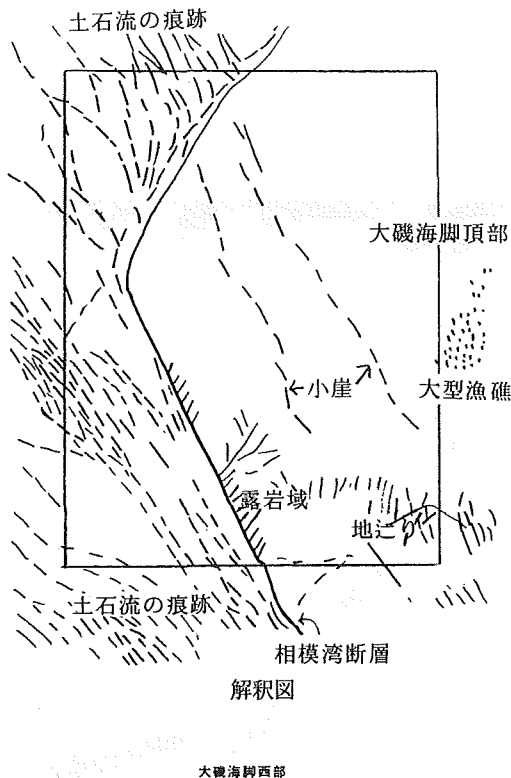 土石流の痕跡
大磯海脚頂部
小崖
大型漁礁
露岩域
地辷り
土石流の痕跡
相模湾断層
解釈図
大磯海脚西部